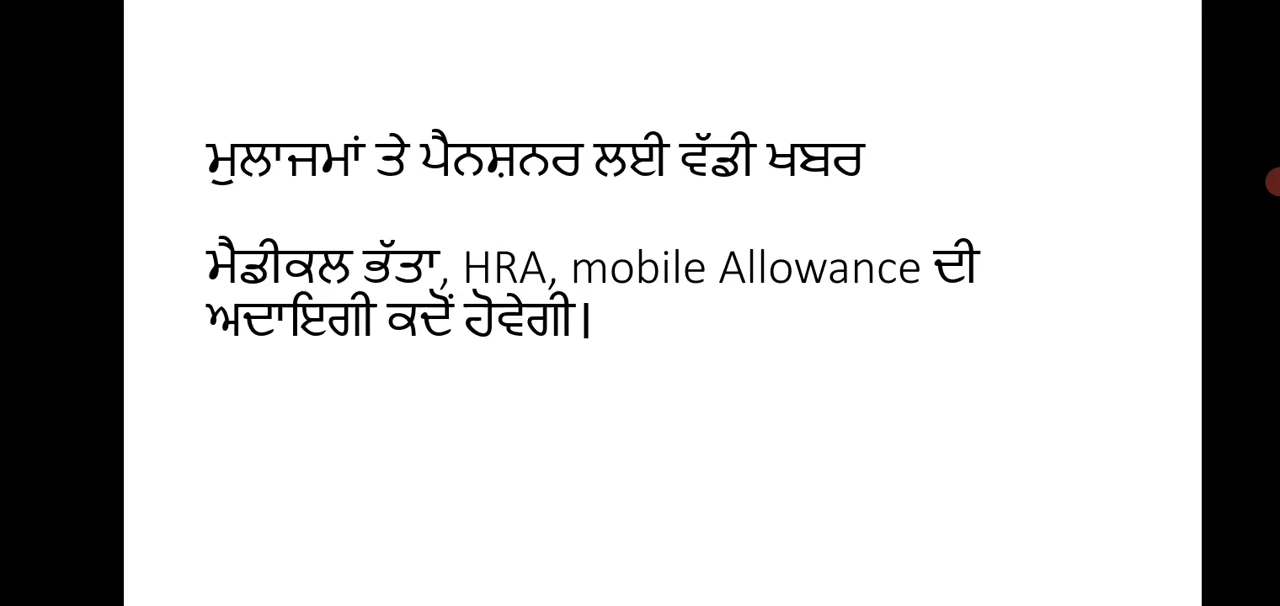 ਮੁਲਾਜਮਾਂ ਤੇ ਪੈਨਸ਼ਨਰ ਲਈ ਵੱਡੀ ਖਬਰ
ਮੈਡੀਕਲ ਭੱਤਾ, HRA, mobile Allowance ਦੀ
ਅਦਾਇਗੀ ਕਦੋਂ ਹੋਵੇਗੀ।